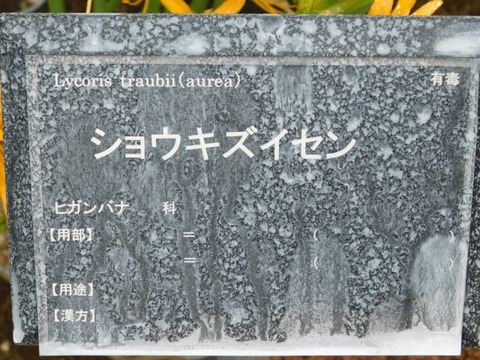 Lycoris traubii(aurea) 有毒
ショウキズイセン
ヒガンバナ 科
【用部】 = ( )
= ( )
【用途】
【漢方】